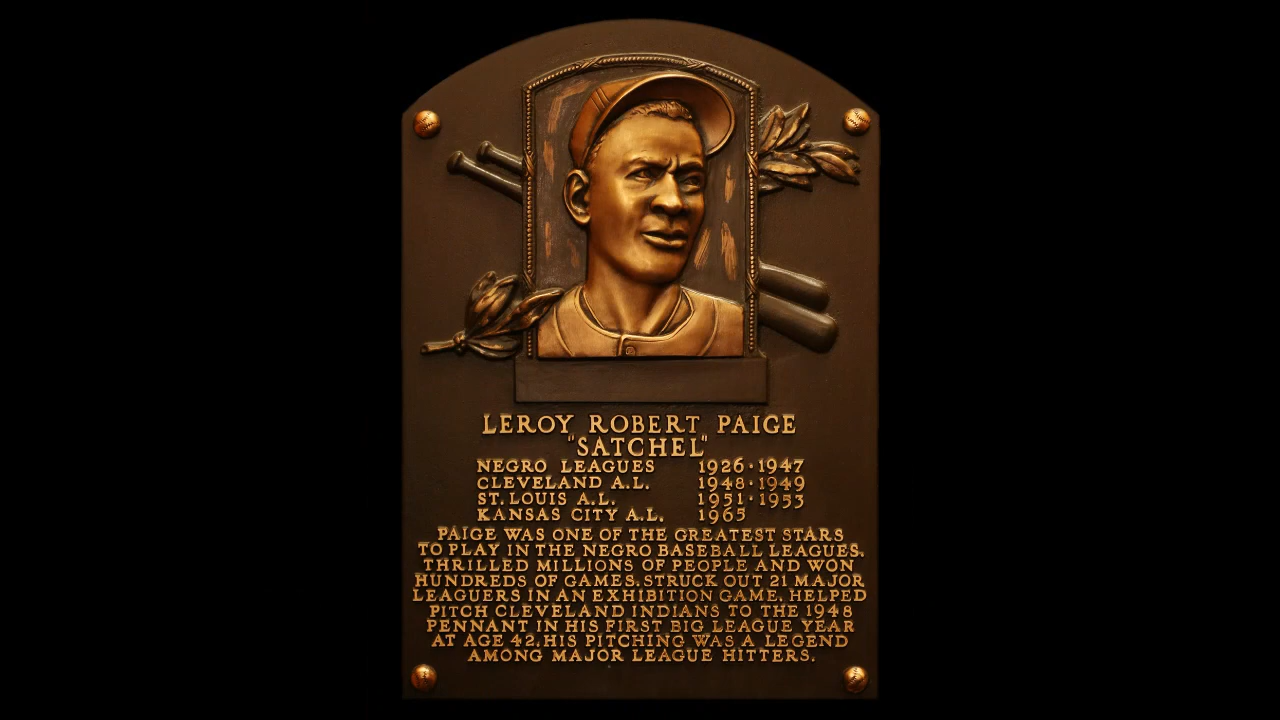 LEROY ROBERT PAIGE
"SATCHEL"
NEGRO LEAGUES 1926·1947
CLEVELAND A.L. 1948·1949
ST. LOUIS A.L. 1951·1953
KANSAS CITY A.L. 1965
PAIGE WAS ONE OF THE GREATEST STARS
TO PLAY IN THE NEGRO BASEBALL LEAGUES.
THRILLED MILLIONS OF PEOPLE AND WON
HUNDREDS OF GAMES. STRUCK OUT 21 MAJOR
LEAGUERS IN AN EXHIBITION GAME. HELPED
PITCH CLEVELAND INDIANS TO THE 1948
PENNANT IN HIS FIRST BIG LEAGUE YEAR
AT AGE 42. HIS PITCHING WAS A LEGEND
AMONG MAJOR LEAGUE HITTERS.